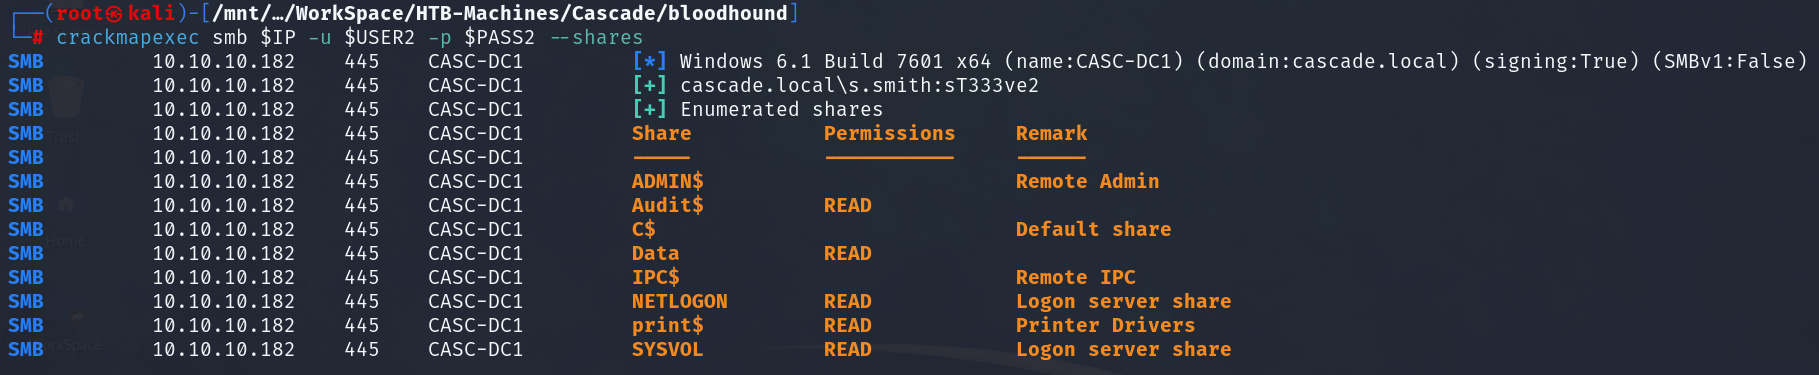 ┌──(root㉿kali)-[/mnt/…/WorkSpace/HTB-Machines/Cascade/bloodhound]
└─# crackmapexec smb $IP -u $USER2 -p $PASS2 --shares
SMB         10.10.10.182    445    CASC-DC1         [*] Windows 6.1 Build 7601 x64 (name:CASC-DC1) (domain:cascade.local) (signing:True) (SMBv1:False)
SMB         10.10.10.182    445    CASC-DC1         [+] cascade.local\s.smith:sT333ve2
SMB         10.10.10.182    445    CASC-DC1         [+] Enumerated shares
SMB         10.10.10.182    445    CASC-DC1         Share           Permissions     Remark
SMB         10.10.10.182    445    CASC-DC1         -----           -----------     ------
SMB         10.10.10.182    445    CASC-DC1         ADMIN$                          Remote Admin
SMB         10.10.10.182    445    CASC-DC1         Audit$          READ
SMB         10.10.10.182    445    CASC-DC1         C$                              Default share
SMB         10.10.10.182    445    CASC-DC1         Data            READ
SMB         10.10.10.182    445    CASC-DC1         IPC$                            Remote IPC
SMB         10.10.10.182    445    CASC-DC1         NETLOGON        READ            Logon server share
SMB         10.10.10.182    445    CASC-DC1         print$          READ            Printer Drivers
SMB         10.10.10.182    445    CASC-DC1         SYSVOL          READ            Logon server share
Trash
Home